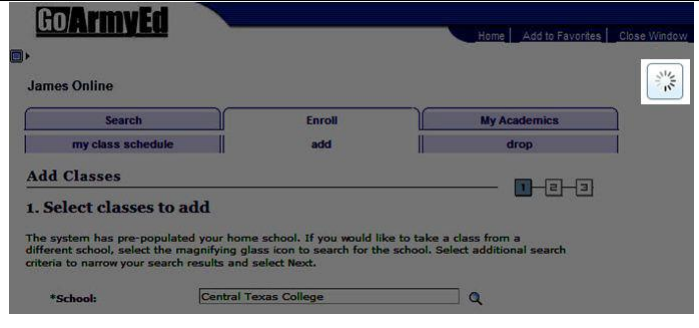 GoArmyEd
Home | Add to Favorites | Close Window
James Online
Search Enroll My Academics
my class schedule || add || drop
Add Classes
1 2 3
1. Select classes to add
The system has pre-populated your home school. If you would like to take a class from a
different school, select the magnifying glass icon to search for the school. Select additional search
criteria to narrow your search results and select Next.
*School: Central Texas College